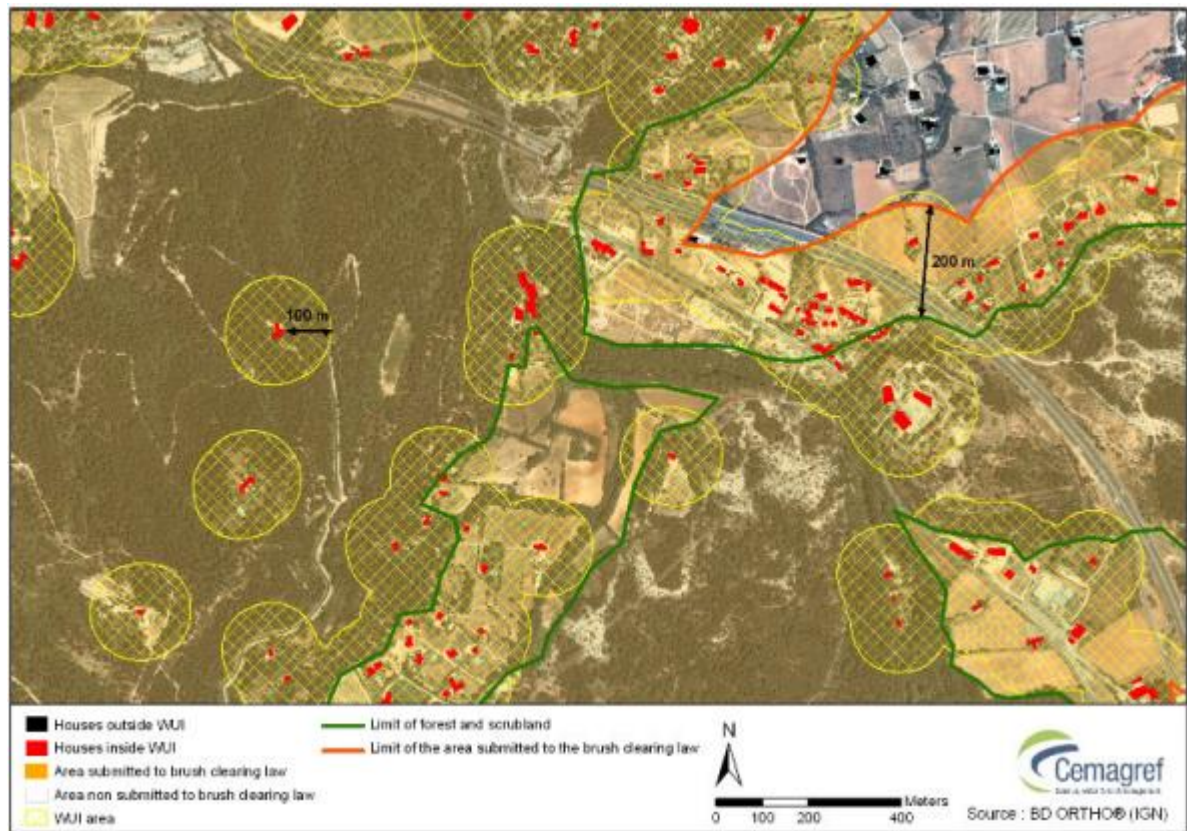 100 m
200 m
Houses outside WUI
Houses inside WUI
Area submitted to brush clearing law
Area non submitted to brush clearing law
WUI area
Limit of forest and scrubland
Limit of the area submitted to the brush clearing law
N
Meters
0 100 200 400
Cemagref
Source : BD ORTHO® (IGN)